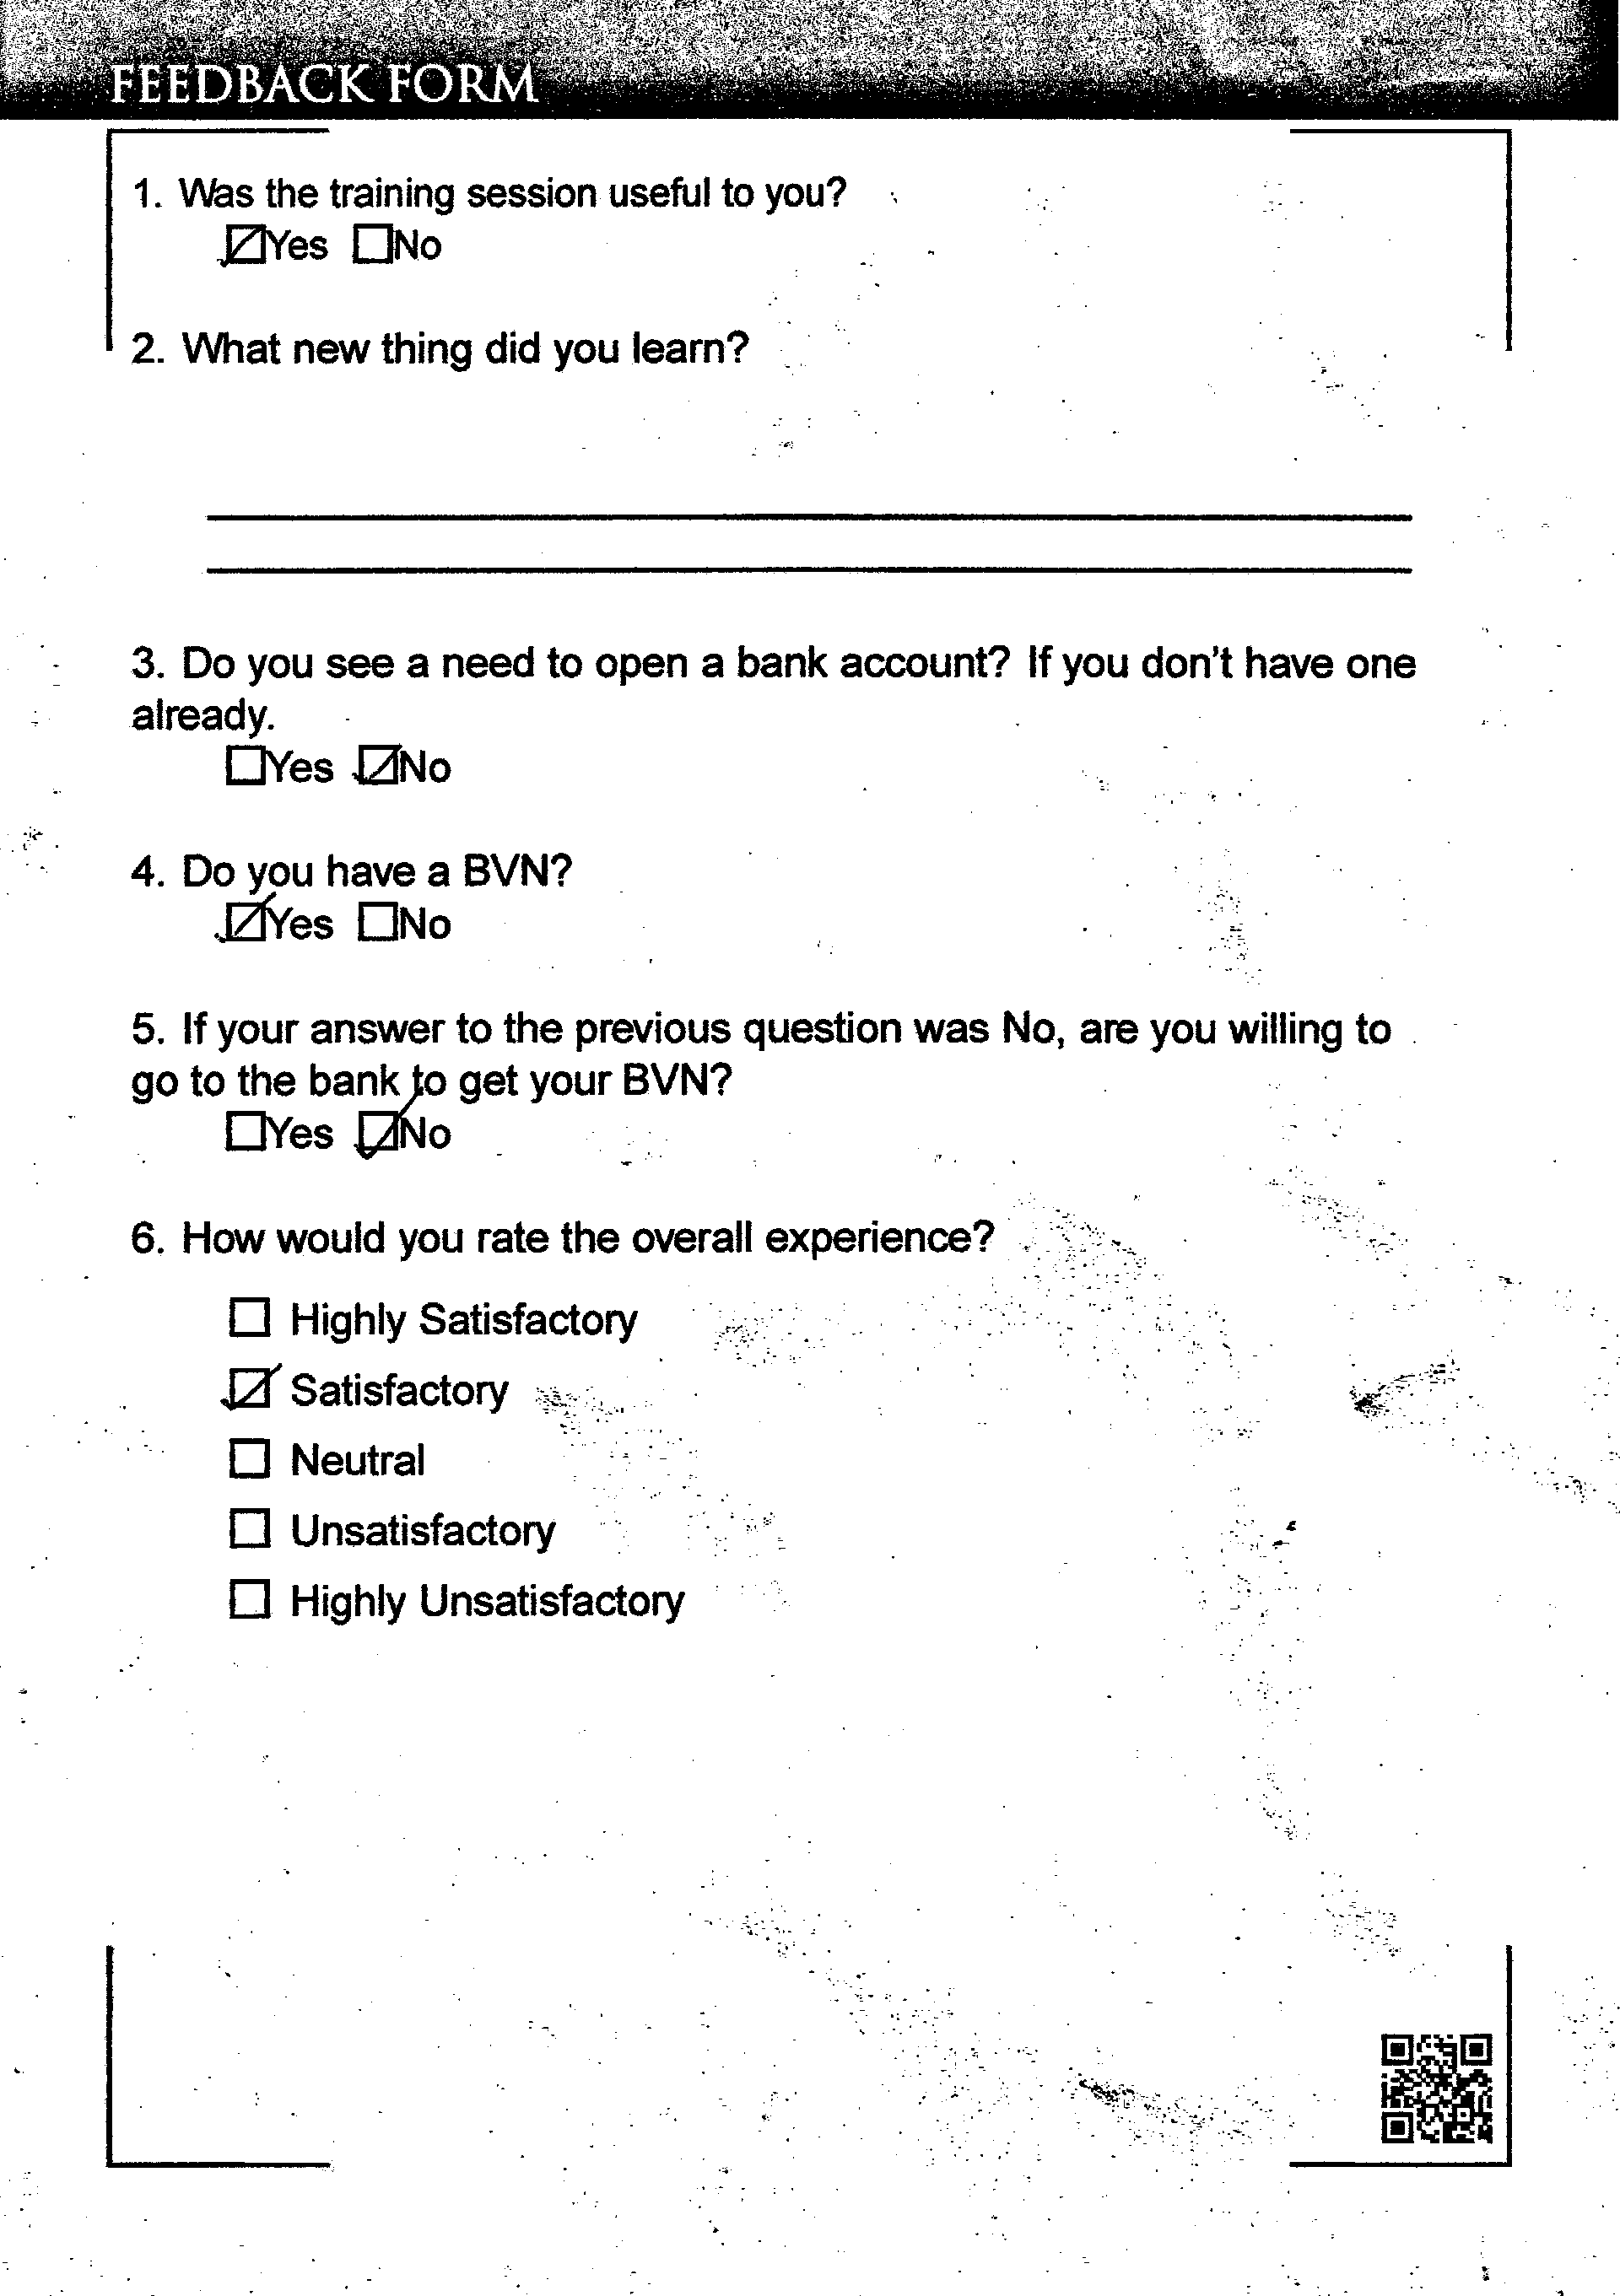 FEEDBACK FORM
1. Was the training session useful to you?
☑Yes ☐No
2. What new thing did you learn?
3. Do you see a need to open a bank account? If you don't have one
already.
☐Yes ☑No
4. Do you have a BVN?
☑Yes ☐No
5. If your answer to the previous question was No, are you willing to
go to the bank to get your BVN?
☐Yes ☑No
6. How would you rate the overall experience?
☐ Highly Satisfactory
☑ Satisfactory
☐ Neutral
☐ Unsatisfactory
☐ Highly Unsatisfactory